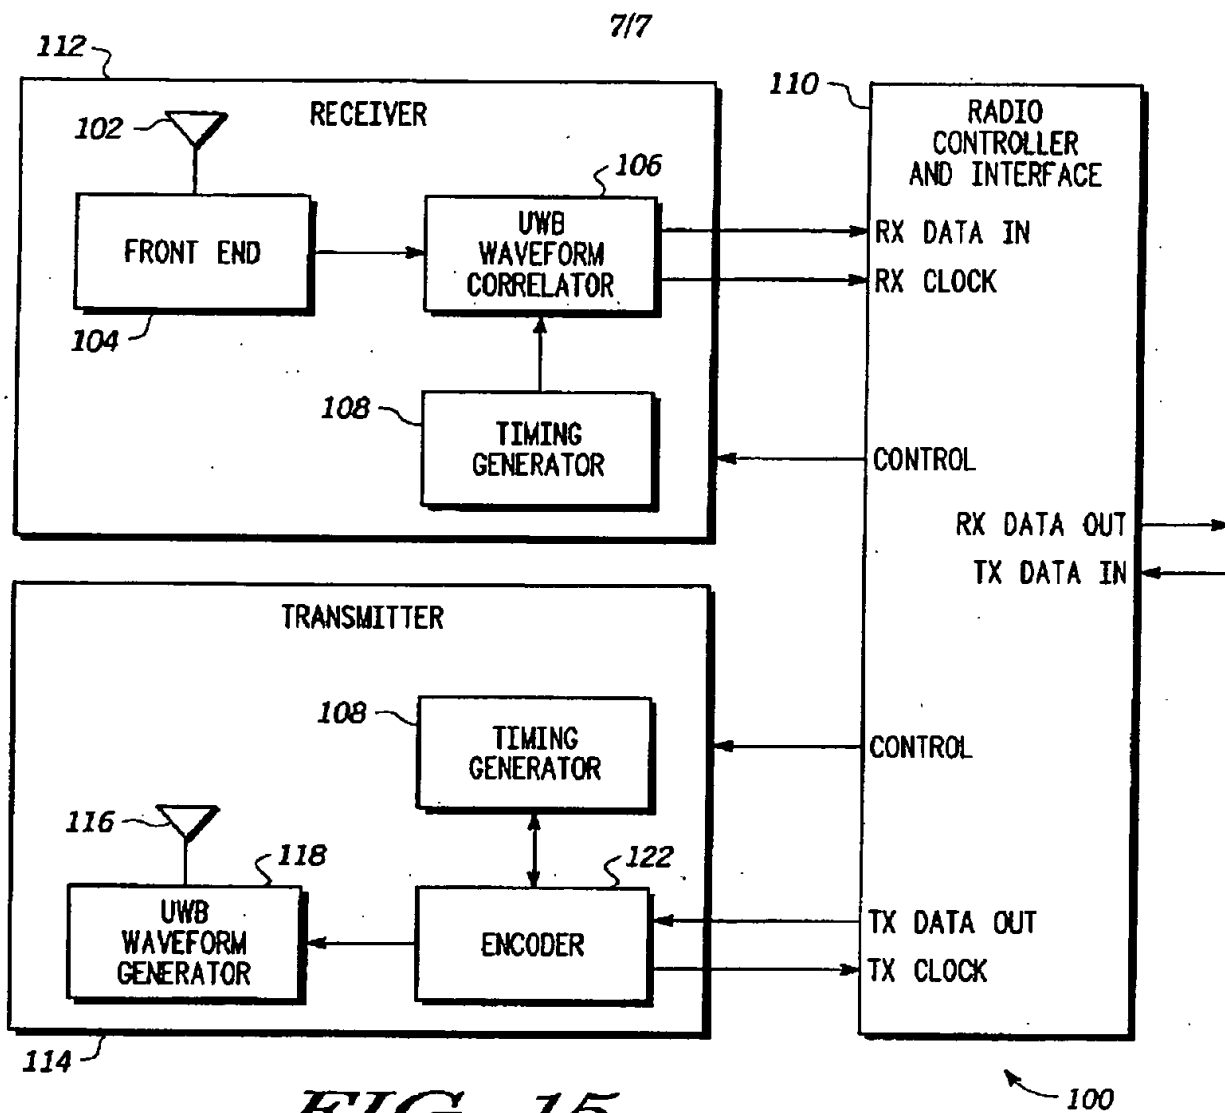 7/7
112
RECEIVER
102
FRONT END
104
106
UWB
WAVEFORM
CORRELATOR
108
TIMING
GENERATOR
110
RADIO
CONTROLLER
AND INTERFACE
RX DATA IN
RX CLOCK
CONTROL
RX DATA OUT
TX DATA IN
CONTROL
TX DATA OUT
TX CLOCK
TRANSMITTER
108
TIMING
GENERATOR
116
118
UWB
WAVEFORM
GENERATOR
122
ENCODER
114
100
FIG. 15